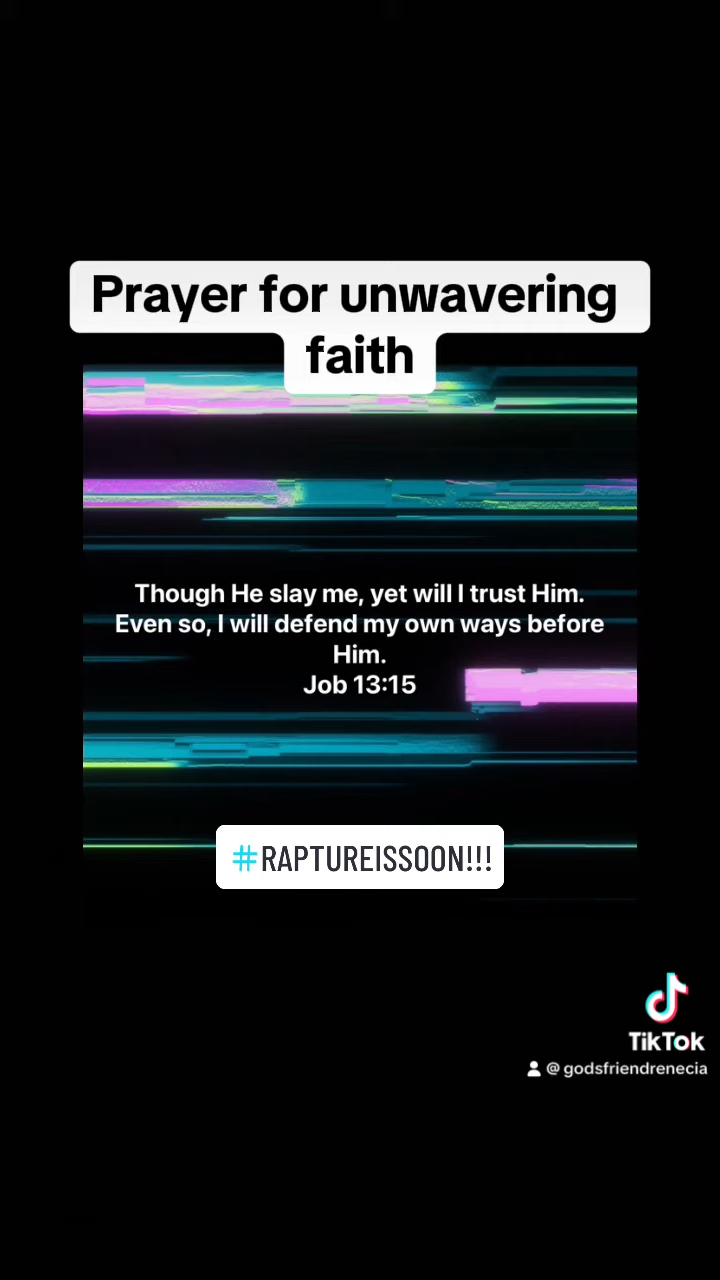 Prayer for unwavering
faith
Though He slay me, yet will I trust Him.
Even so, I will defend my own ways before
Him.
Job 13:15
#RAPTUREISSOON!!!
TikTok
@godsfriendrenecia